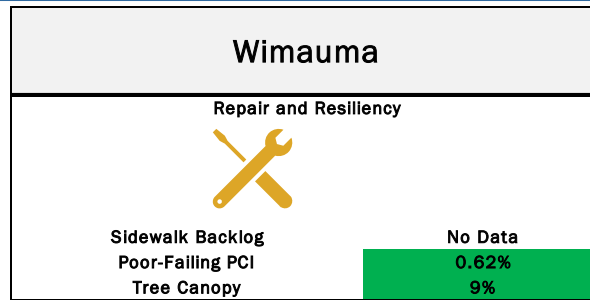 Wimauma
Repair and Resiliency
Sidewalk Backlog No Data
Poor-Failing PCI 0.62%
Tree Canopy 9%